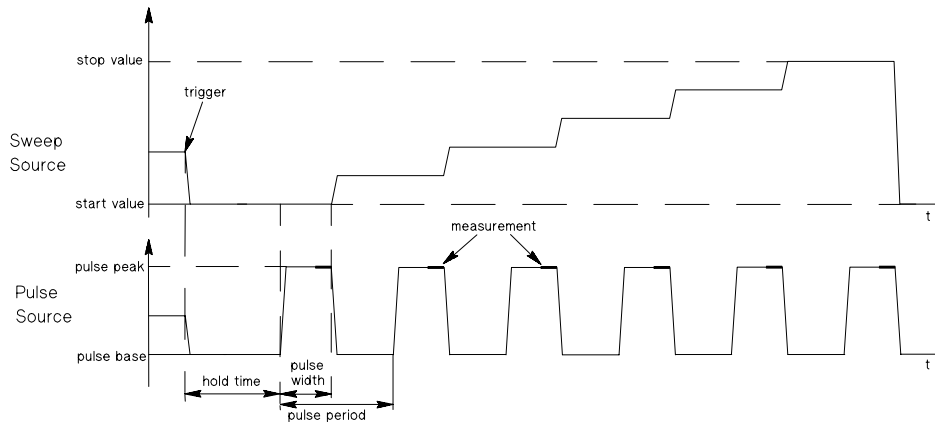 stop value
trigger
Sweep
Source
start value
t
measurement
pulse peak
Pulse
Source
pulse base
t
hold time
pulse
width
pulse period